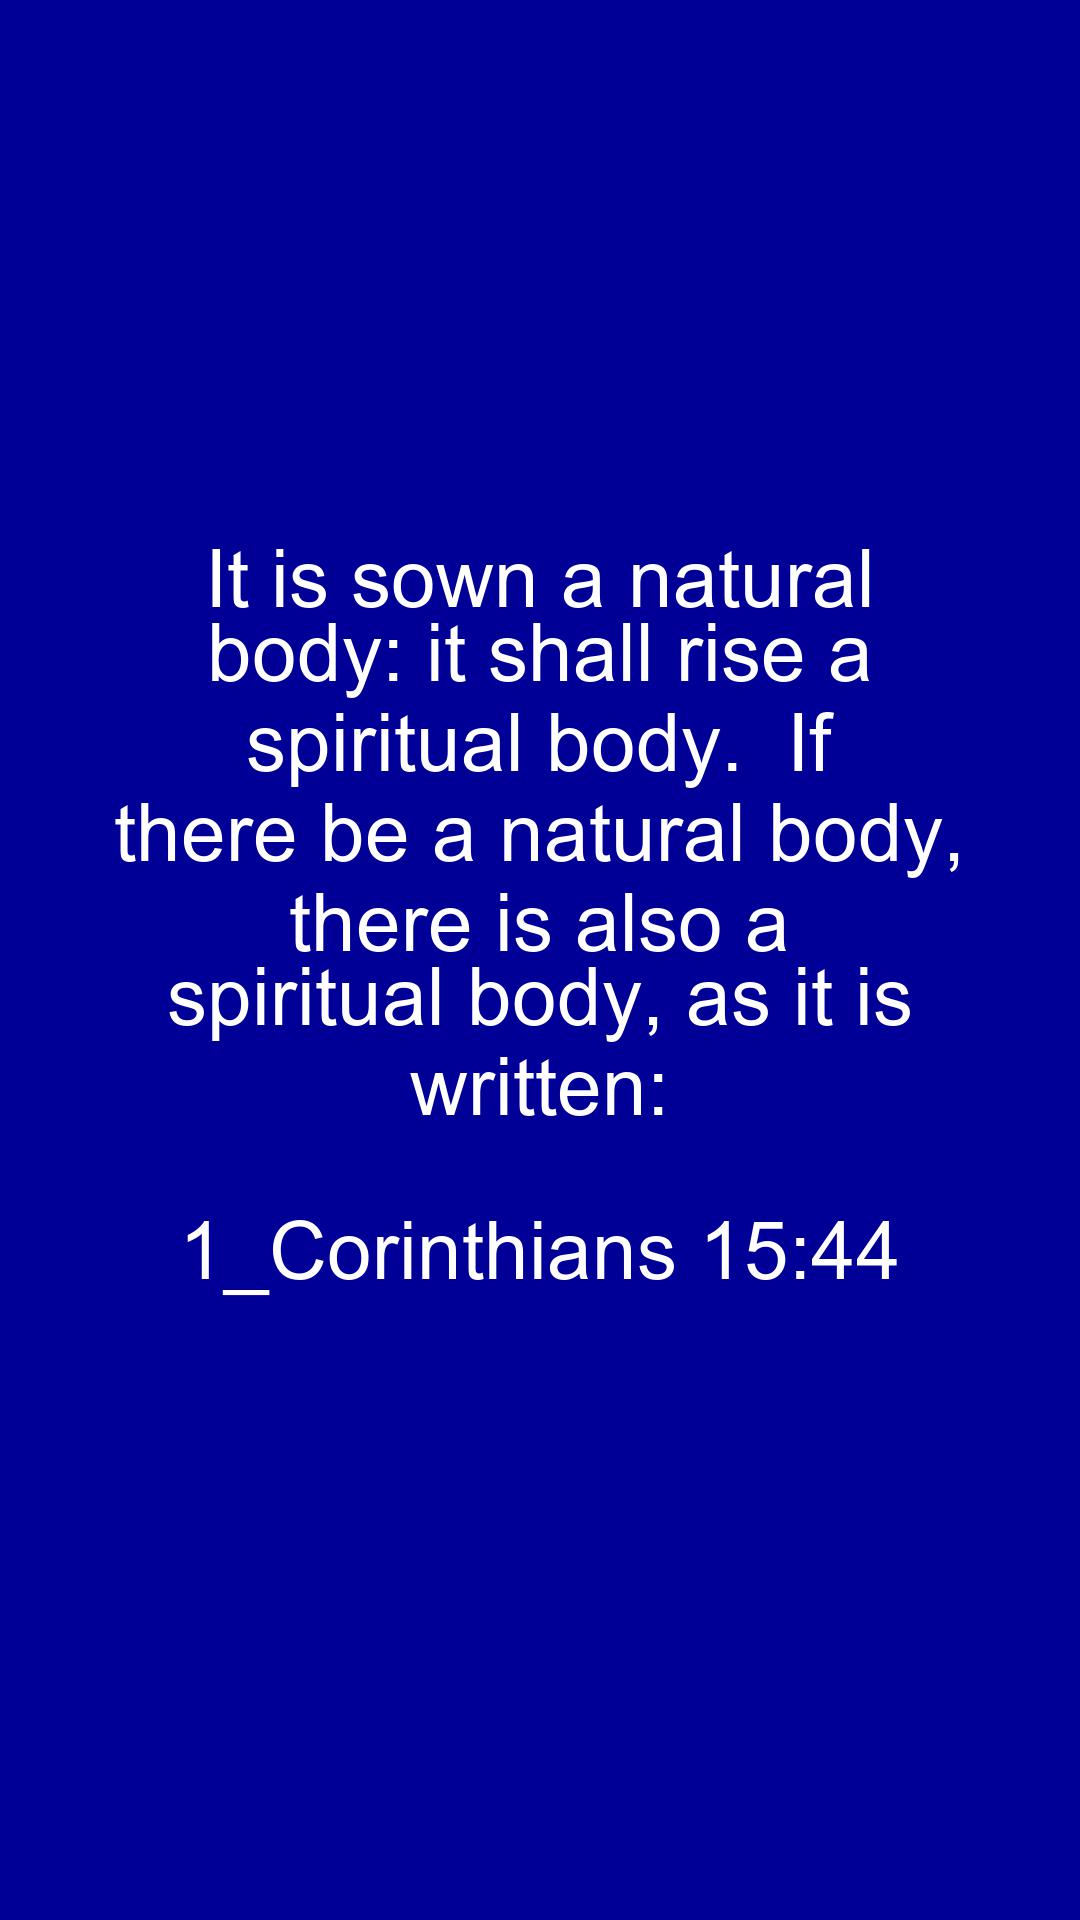 It is sown a natural
body: it shall rise a
spiritual body.  If
there be a natural body,
there is also a
spiritual body, as it is
written:
1_Corinthians 15:44